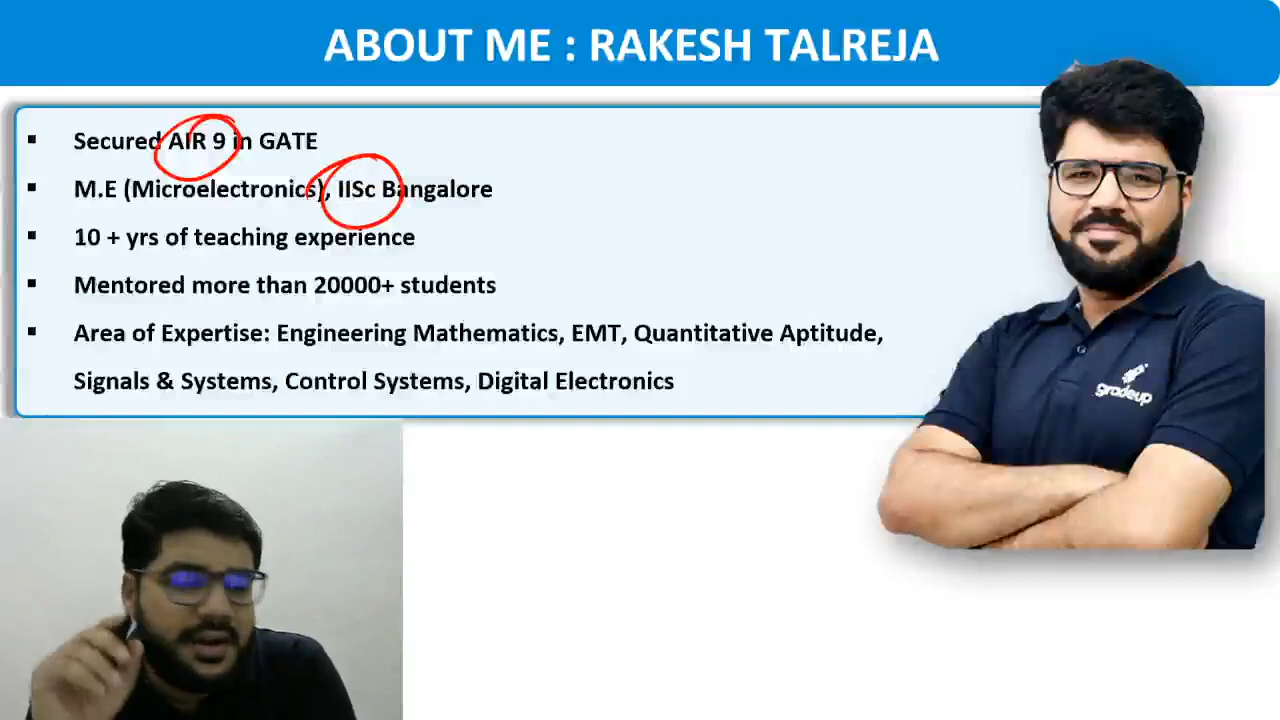 ABOUT ME : RAKESH TALREJA
▪ Secured AIR 9 in GATE
▪ M.E (Microelectronics), IISc Bangalore
▪ 10 + yrs of teaching experience
▪ Mentored more than 20000+ students
▪ Area of Expertise: Engineering Mathematics, EMT, Quantitative Aptitude,
Signals & Systems, Control Systems, Digital Electronics
gradeup